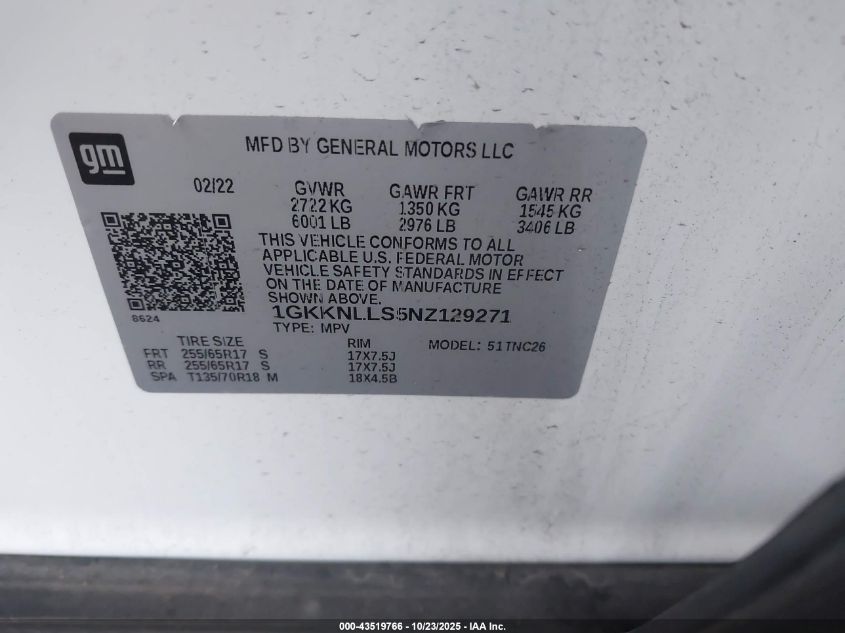 gm
MFD BY GENERAL MOTORS LLC
02/22 GVWR GAWR FRT GAWR RR
2722 KG 1350 KG 1545 KG
6001 LB 2976 LB 3406 LB
THIS VEHICLE CONFORMS TO ALL
APPLICABLE U.S. FEDERAL MOTOR
VEHICLE SAFETY STANDARDS IN EFFECT
ON THE DATE OF MANUFACTURE
SHOWN ABOVE.
8624
1GKKNLLS5NZ129271
TYPE: MPV
TIRE SIZE RIM MODEL: 51TNC26
FRT 255/65R17 S 17X7.5J
RR 255/65R17 S 17X7.5J
SPA T135/70R18 M 18X4.5B
000-43519766 - 10/23/2025 - IAA Inc.